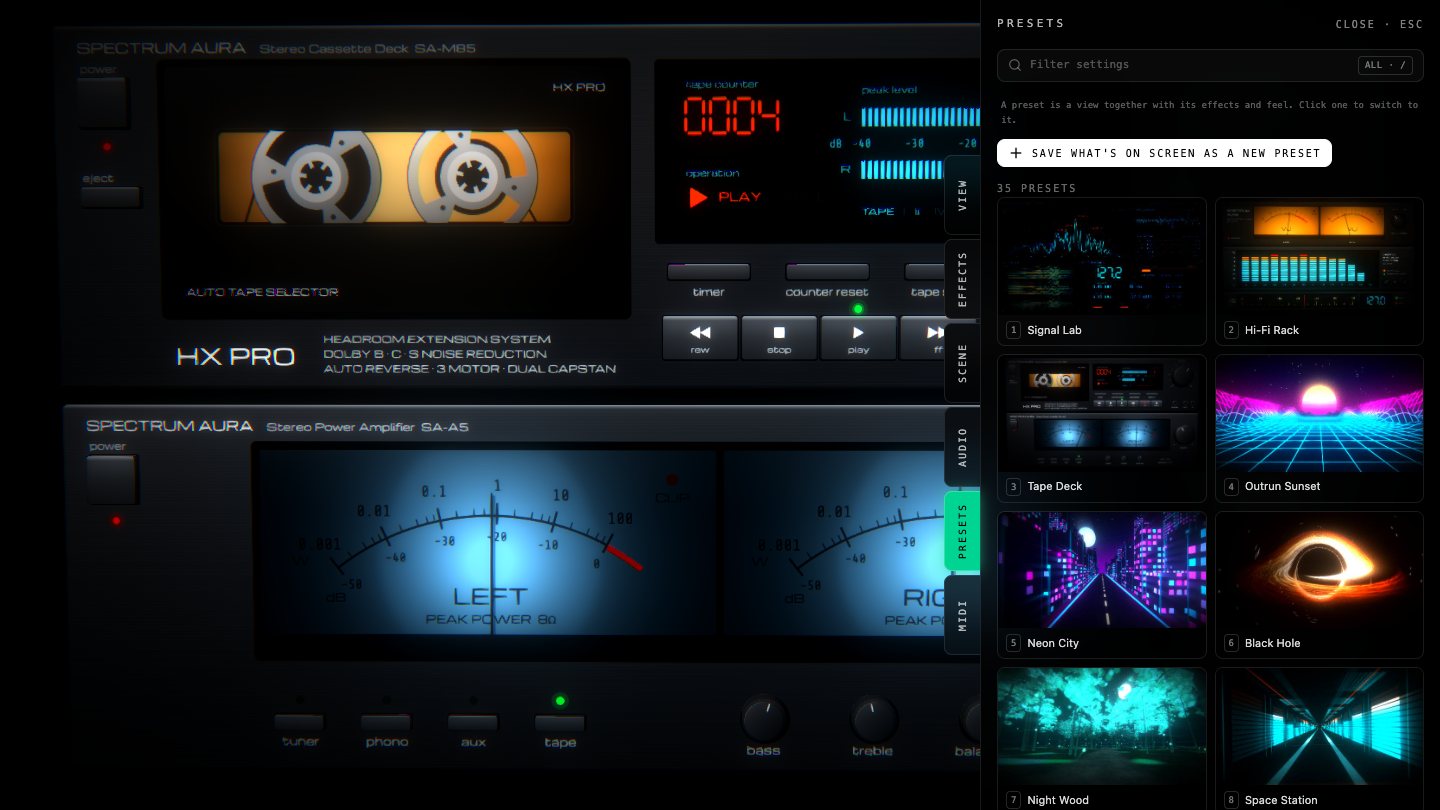 SPECTRUM AURA Stereo Cassette Deck SA-M85
power
eject
HX PRO
AUTO TAPE SELECTOR
HX PRO
HEADROOM EXTENSION SYSTEM
DOLBY B · C · S NOISE REDUCTION
AUTO REVERSE · 3 MOTOR · DUAL CAPSTAN
tape counter
0004
peak level
L
dB -40 -30 -20
R
operation
PLAY
TAPE
timer
counter reset
tape
rew
stop
play
ff
SPECTRUM AURA Stereo Power Amplifier SA-A5
power
0.001 0.01 0.1 1 10 100
W
CLIP
-50 -40 -30 -20 -10 0
dB
LEFT
PEAK POWER 8Ω
0.001 0.01 0.1
W
-50 -40 -30
dB
RIG
PEAK P
tuner
phono
aux
tape
bass
treble
bala
VIEW
EFFECTS
SCENE
AUDIO
PRESETS
MIDI
PRESETS
CLOSE · ESC
Filter settings
ALL · /
A preset is a view together with its effects and feel. Click one to switch to
it.
+ SAVE WHAT'S ON SCREEN AS A NEW PRESET
35 PRESETS
127.2
1 Signal Lab
2 Hi-Fi Rack
3 Tape Deck
4 Outrun Sunset
5 Neon City
6 Black Hole
7 Night Wood
8 Space Station